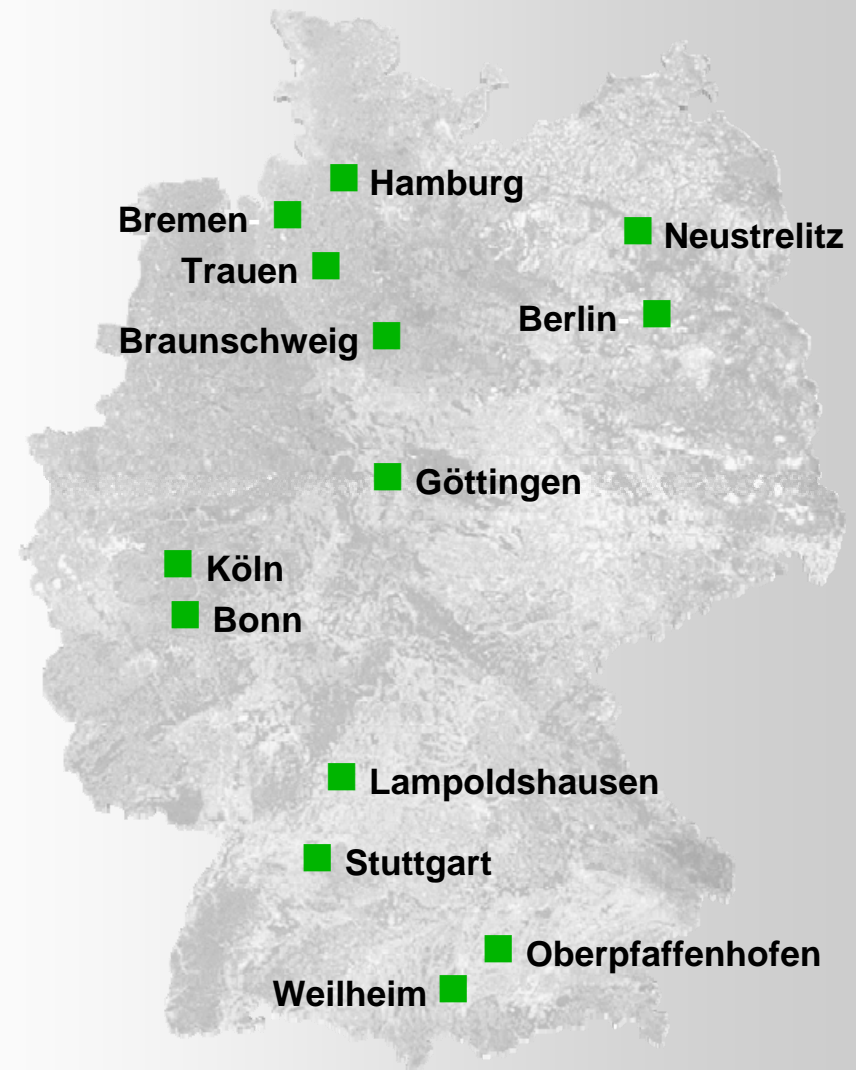 Hamburg
Bremen
Neustrelitz
Trauen
Berlin
Braunschweig
Göttingen
Köln
Bonn
Lampoldshausen
Stuttgart
Oberpfaffenhofen
Weilheim